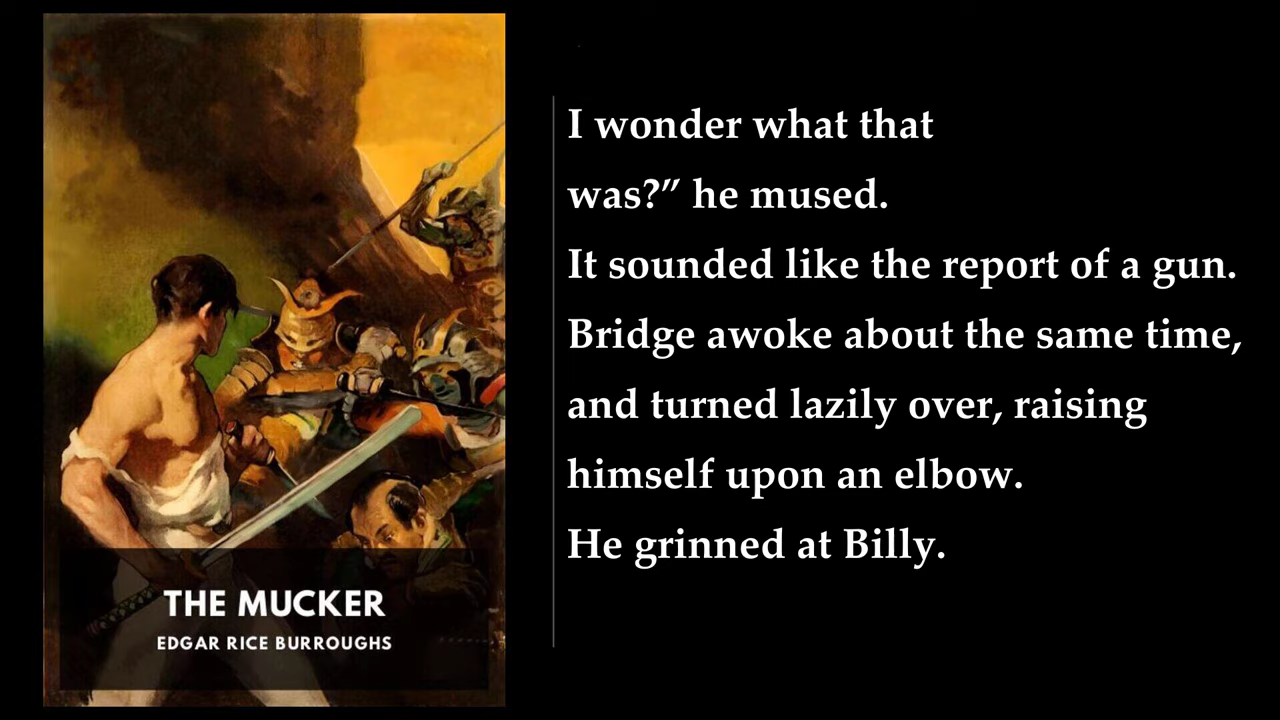 THE MUCKER
EDGAR RICE BURROUGHS
I wonder what that
was?” he mused.
It sounded like the report of a gun.
Bridge awoke about the same time,
and turned lazily over, raising
himself upon an elbow.
He grinned at Billy.